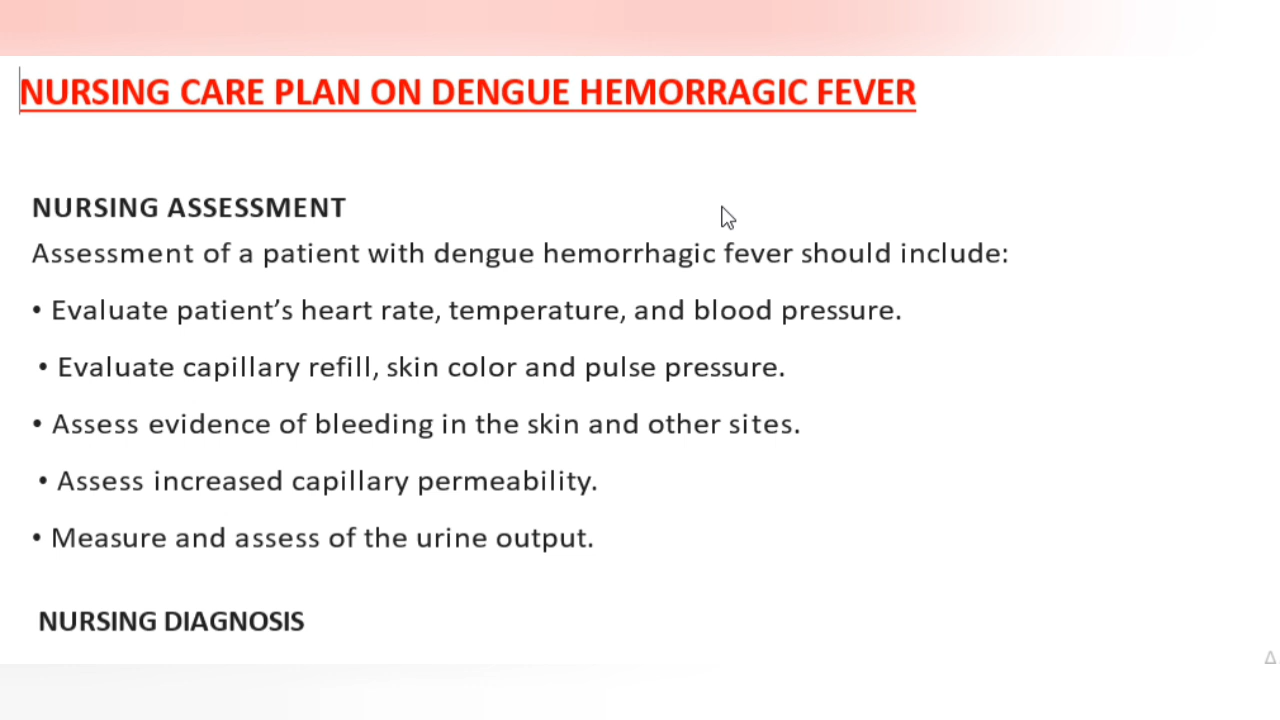 NURSING CARE PLAN ON DENGUE HEMORRAGIC FEVER
NURSING ASSESSMENT
Assessment of a patient with dengue hemorrhagic fever should include:
• Evaluate patient’s heart rate, temperature, and blood pressure.
• Evaluate capillary refill, skin color and pulse pressure.
• Assess evidence of bleeding in the skin and other sites.
• Assess increased capillary permeability.
• Measure and assess of the urine output.
NURSING DIAGNOSIS